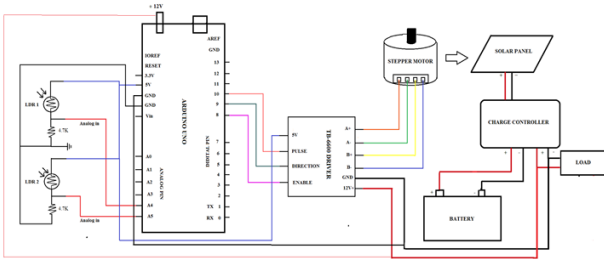 + 12V
AREF
GND
IOREF
RESET
3.3V
5V
GND
GND
Vin
A0
A1
A2
A3
A4
A5
ANALOG PIN
ARDUINO UNO
DIGITAL PIN
13
12
11
10
9
8
7
6
5
4
3
2
TX 1
RX 0
LDR 1
4.7K
Analog in
LDR 2
4.7K
Analog in
5V
PULSE
DIRECTION
ENABLE
TB-6600 DRIVER
A+
A-
B+
B-
GND
12V+
STEPPER MOTOR
SOLAR PANEL
+ -
CHARGE CONTROLLER
+ - + -
LOAD
+ -
BATTERY